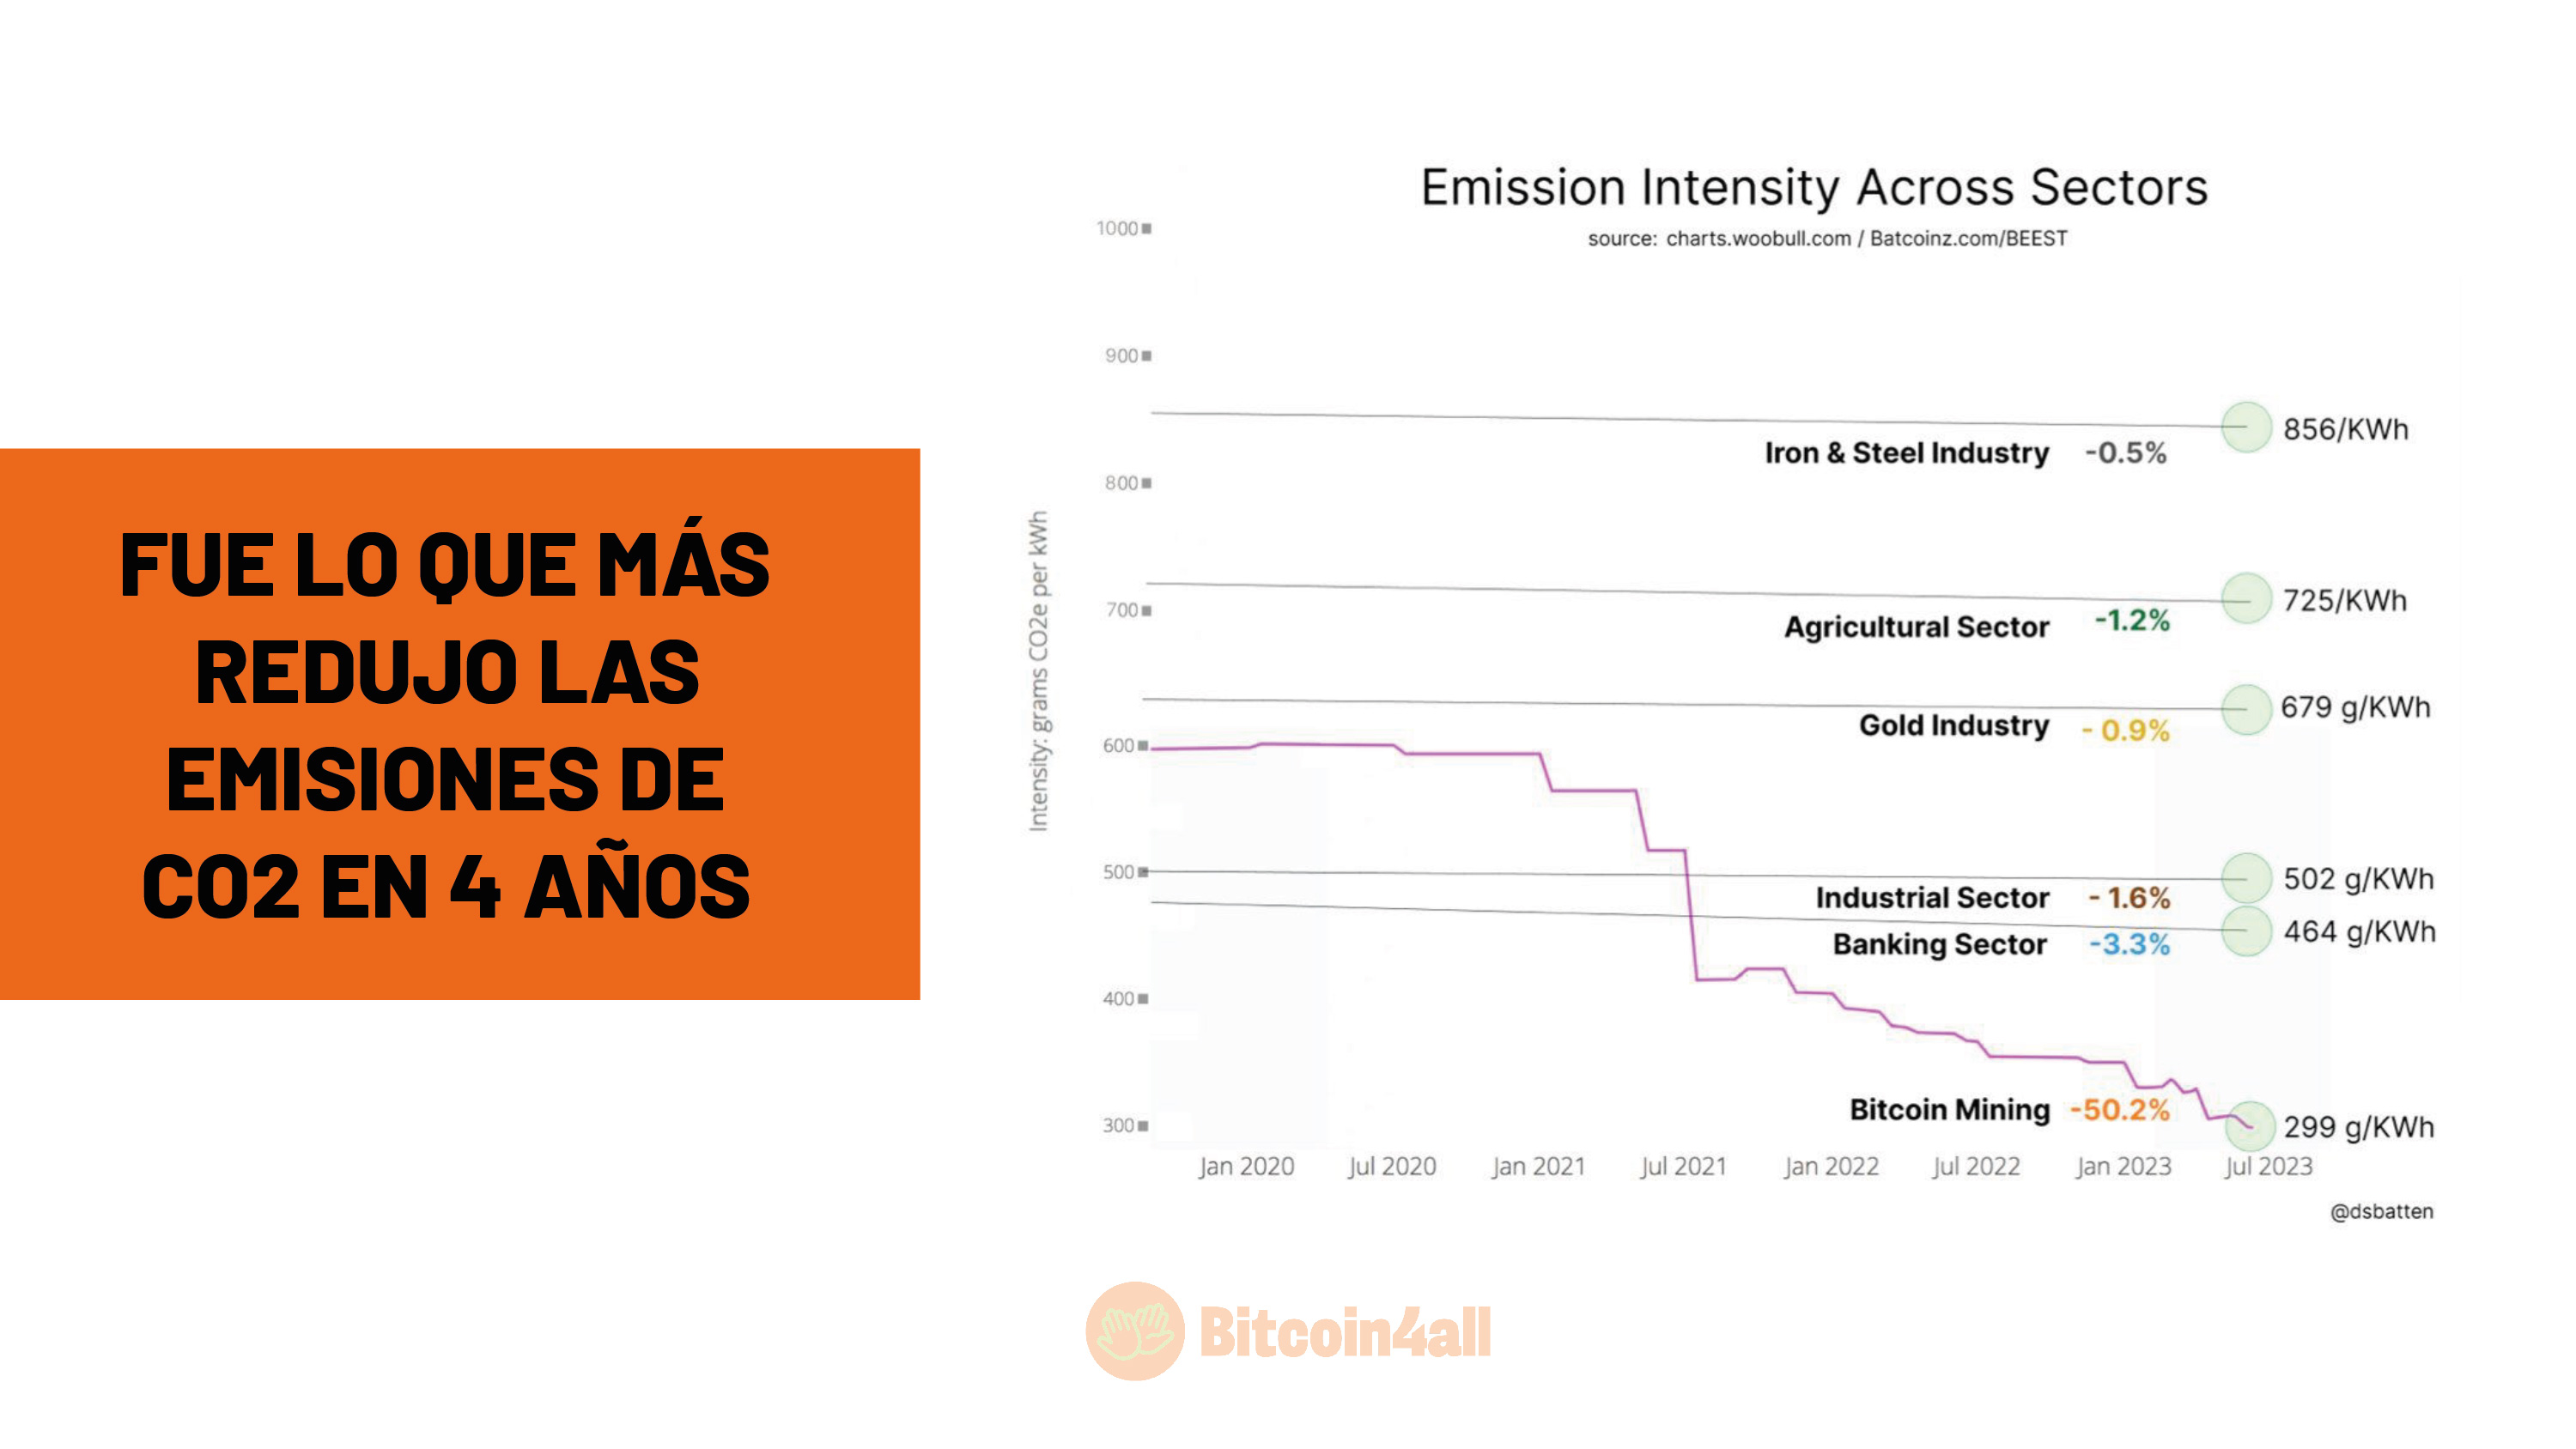 FUE LO QUE MÁS
REDUJO LAS
EMISIONES DE
CO2 EN 4 AÑOS
Emission Intensity Across Sectors
source: charts.woobull.com / Batcoinz.com/BEEST
Intensity: grams CO2e per kWh
1000
900
800
700
600
500
400
300
856/KWh
Iron & Steel Industry -0.5%
725/KWh
Agricultural Sector -1.2%
679 g/KWh
Gold Industry - 0.9%
502 g/KWh
Industrial Sector - 1.6%
464 g/KWh
Banking Sector -3.3%
Bitcoin Mining -50.2%
299 g/KWh
Jan 2020 Jul 2020 Jan 2021 Jul 2021 Jan 2022 Jul 2022 Jan 2023 Jul 2023
@dsbatten
Bitcoin4all